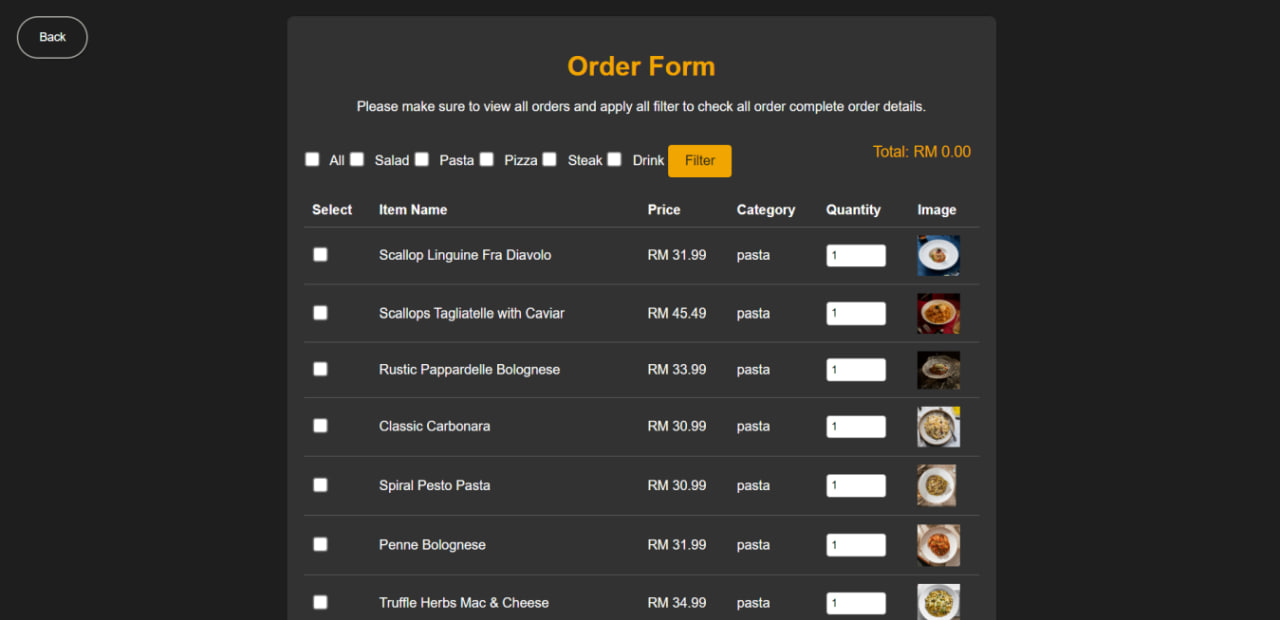 Back
Order Form
Please make sure to view all orders and apply all filter to check all order complete order details.
All Salad Pasta Pizza Steak Drink Filter
Total: RM 0.00
Select Item Name Price Category Quantity Image
Scallop Linguine Fra Diavolo RM 31.99 pasta 1
Scallops Tagliatelle with Caviar RM 45.49 pasta 1
Rustic Pappardelle Bolognese RM 33.99 pasta 1
Classic Carbonara RM 30.99 pasta 1
Spiral Pesto Pasta RM 30.99 pasta 1
Penne Bolognese RM 31.99 pasta 1
Truffle Herbs Mac & Cheese RM 34.99 pasta 1